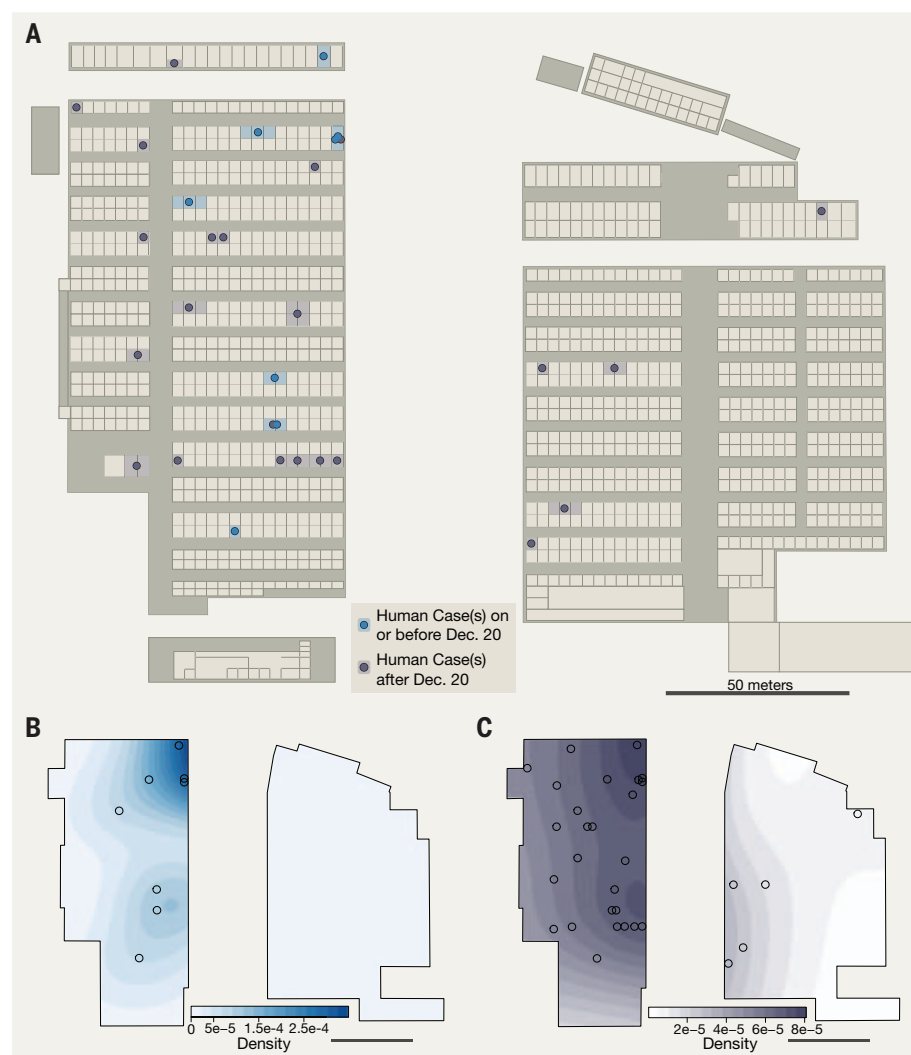 A
Human Case(s) on
or before Dec. 20
Human Case(s)
after Dec. 20
50 meters
B
C
0 5e-5 1.5e-4 2.5e-4
Density
2e-5 4e-5 6e-5 8e-5
Density